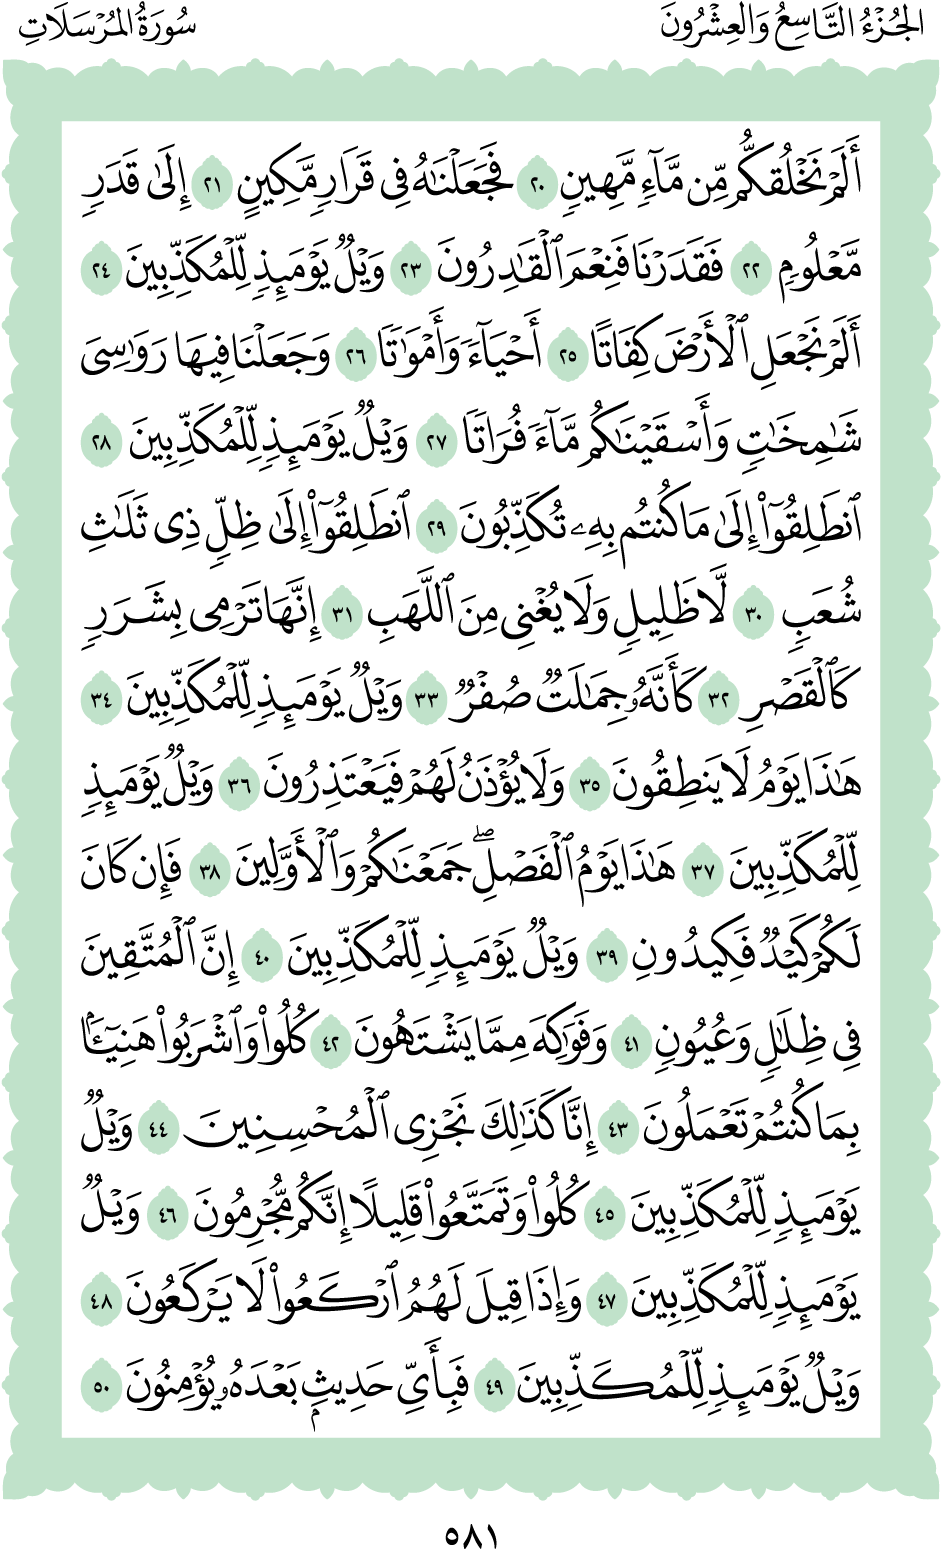 الجُزْءُ التَّاسِعُ وَالْعِشْرُونَ
سُورَةُ المُرْسَلَاتِ
أَلَمْ نَخْلُقكُّم مِّن مَّآءٍ مَّهِينٍ ٢٠ فَجَعَلْنَٰهُ فِى قَرَارٍ مَّكِينٍ ٢١ إِلَىٰ قَدَرٍ
مَّعْلُومٍ ٢٢ فَقَدَرْنَا فَنِعْمَ ٱلْقَٰدِرُونَ ٢٣ وَيْلٌ يَوْمَئِذٍ لِّلْمُكَذِّبِينَ ٢٤
أَلَمْ نَجْعَلِ ٱلْأَرْضَ كِفَاتًا ٢٥ أَحْيَآءً وَأَمْوَٰتًا ٢٦ وَجَعَلْنَا فِيهَا رَوَٰسِىَ
شَٰمِخَٰتٍ وَأَسْقَيْنَٰكُم مَّآءً فُرَاتًا ٢٧ وَيْلٌ يَوْمَئِذٍ لِّلْمُكَذِّبِينَ ٢٨
ٱنطَلِقُوٓا۟ إِلَىٰ مَا كُنتُم بِهِۦ تُكَذِّبُونَ ٢٩ ٱنطَلِقُوٓا۟ إِلَىٰ ظِلٍّ ذِى ثَلَٰثِ
شُعَبٍ ٣٠ لَّا ظَلِيلٍ وَلَا يُغْنِى مِنَ ٱللَّهَبِ ٣١ إِنَّهَا تَرْمِى بِشَرَرٍ
كَٱلْقَصْرِ ٣٢ كَأَنَّهُۥ جِمَٰلَتٌ صُفْرٌ ٣٣ وَيْلٌ يَوْمَئِذٍ لِّلْمُكَذِّبِينَ ٣٤
هَٰذَا يَوْمُ لَا يَنطِقُونَ ٣٥ وَلَا يُؤْذَنُ لَهُمْ فَيَعْتَذِرُونَ ٣٦ وَيْلٌ يَوْمَئِذٍ
لِّلْمُكَذِّبِينَ ٣٧ هَٰذَا يَوْمُ ٱلْفَصْلِ ۖ جَمَعْنَٰكُمْ وَٱلْأَوَّلِينَ ٣٨ فَإِن كَانَ
لَكُمْ كَيْدٌ فَكِيدُونِ ٣٩ وَيْلٌ يَوْمَئِذٍ لِّلْمُكَذِّبِينَ ٤٠ إِنَّ ٱلْمُتَّقِينَ
فِى ظِلَٰلٍ وَعُيُونٍ ٤١ وَفَوَٰكِهَ مِمَّا يَشْتَهُونَ ٤٢ كُلُوا۟ وَٱشْرَبُوا۟ هَنِيٓـًٔۢا
بِمَا كُنتُمْ تَعْمَلُونَ ٤٣ إِنَّا كَذَٰلِكَ نَجْزِى ٱلْمُحْسِنِينَ ٤٤ وَيْلٌ
يَوْمَئِذٍ لِّلْمُكَذِّبِينَ ٤٥ كُلُوا۟ وَتَمَتَّعُوا۟ قَلِيلًا إِنَّكُم مُّجْرِمُونَ ٤٦ وَيْلٌ
يَوْمَئِذٍ لِّلْمُكَذِّبِينَ ٤٧ وَإِذَا قِيلَ لَهُمُ ٱرْكَعُوا۟ لَا يَرْكَعُونَ ٤٨
وَيْلٌ يَوْمَئِذٍ لِّلْمُكَذِّبِينَ ٤٩ فَبِأَىِّ حَدِيثٍۭ بَعْدَهُۥ يُؤْمِنُونَ ٥٠
٥٨١